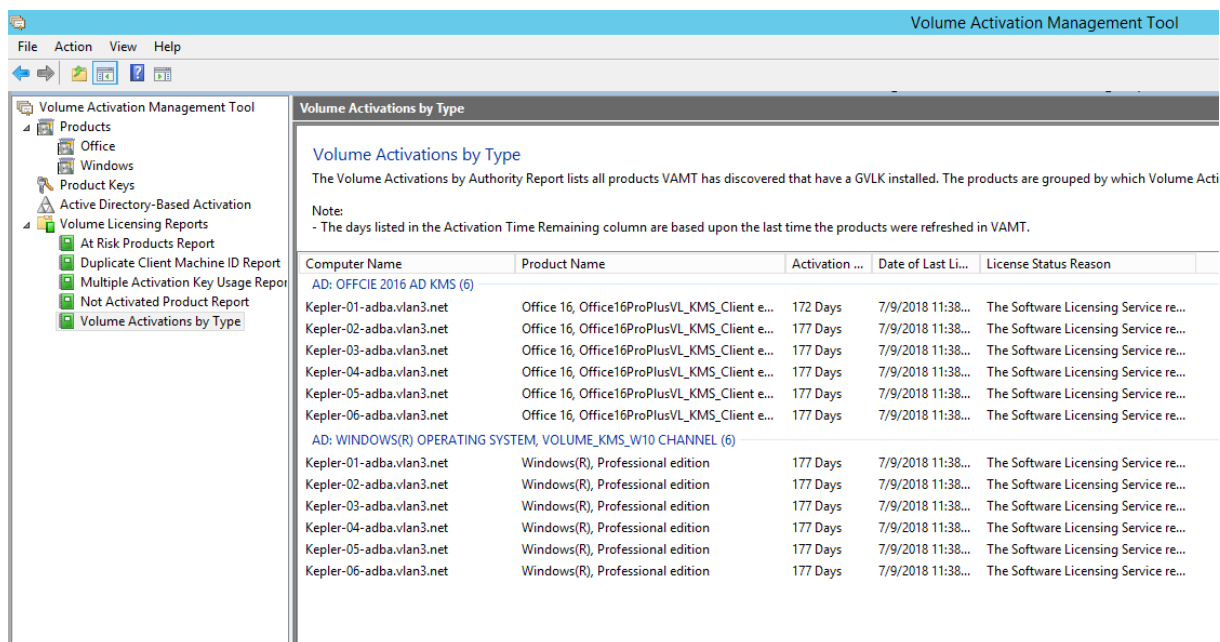 Volume Activation Management Tool
File Action View Help
Volume Activation Management Tool
Products
Office
Windows
Product Keys
Active Directory-Based Activation
Volume Licensing Reports
At Risk Products Report
Duplicate Client Machine ID Report
Multiple Activation Key Usage Repor
Not Activated Product Report
Volume Activations by Type
Volume Activations by Type
Volume Activations by Type
The Volume Activations by Authority Report lists all products VAMT has discovered that have a GVLK installed. The products are grouped by which Volume Acti
Note:
- The days listed in the Activation Time Remaining column are based upon the last time the products were refreshed in VAMT.
Computer Name Product Name Activation ... Date of Last Li... License Status Reason
AD: OFFCIE 2016 AD KMS (6)
Kepler-01-adba.vlan3.net Office 16, Office16ProPlusVL_KMS_Client e... 172 Days 7/9/2018 11:38... The Software Licensing Service re...
Kepler-02-adba.vlan3.net Office 16, Office16ProPlusVL_KMS_Client e... 177 Days 7/9/2018 11:38... The Software Licensing Service re...
Kepler-03-adba.vlan3.net Office 16, Office16ProPlusVL_KMS_Client e... 177 Days 7/9/2018 11:38... The Software Licensing Service re...
Kepler-04-adba.vlan3.net Office 16, Office16ProPlusVL_KMS_Client e... 177 Days 7/9/2018 11:38... The Software Licensing Service re...
Kepler-05-adba.vlan3.net Office 16, Office16ProPlusVL_KMS_Client e... 177 Days 7/9/2018 11:38... The Software Licensing Service re...
Kepler-06-adba.vlan3.net Office 16, Office16ProPlusVL_KMS_Client e... 177 Days 7/9/2018 11:38... The Software Licensing Service re...
AD: WINDOWS(R) OPERATING SYSTEM, VOLUME_KMS_W10 CHANNEL (6)
Kepler-01-adba.vlan3.net Windows(R), Professional edition 177 Days 7/9/2018 11:38... The Software Licensing Service re...
Kepler-02-adba.vlan3.net Windows(R), Professional edition 177 Days 7/9/2018 11:38... The Software Licensing Service re...
Kepler-03-adba.vlan3.net Windows(R), Professional edition 177 Days 7/9/2018 11:38... The Software Licensing Service re...
Kepler-04-adba.vlan3.net Windows(R), Professional edition 177 Days 7/9/2018 11:38... The Software Licensing Service re...
Kepler-05-adba.vlan3.net Windows(R), Professional edition 177 Days 7/9/2018 11:38... The Software Licensing Service re...
Kepler-06-adba.vlan3.net Windows(R), Professional edition 177 Days 7/9/2018 11:38... The Software Licensing Service re...